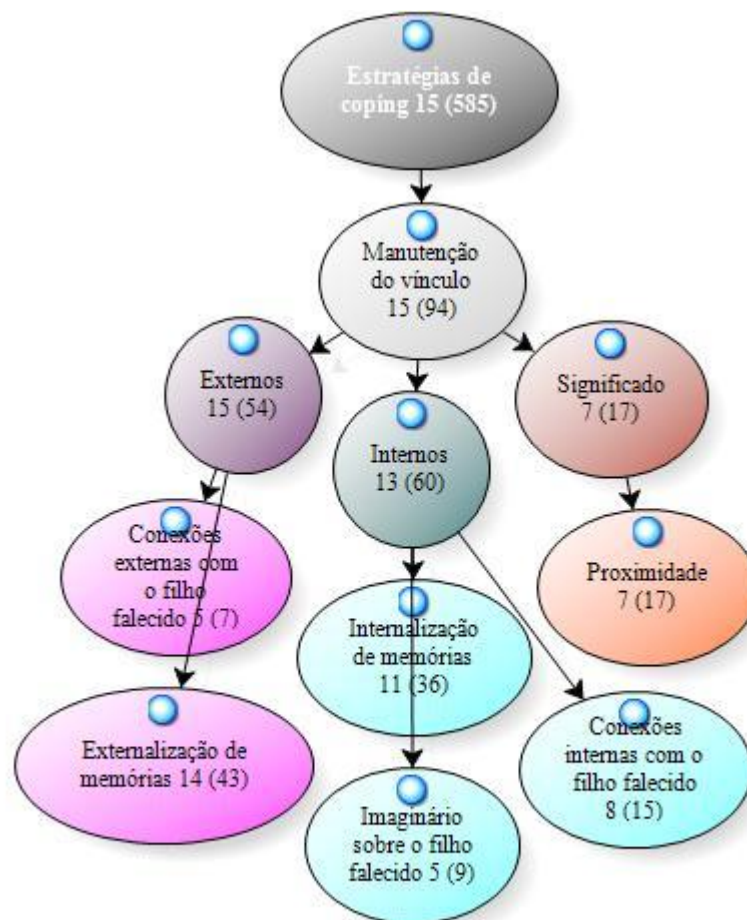 Estratégias de
coping 15 (585)
Manutenção
do vínculo
15 (94)
Externos
15 (54)
Internos
13 (60)
Significado
7 (17)
Conexões
externas com
o filho
falecido 5 (7)
Externalização de
memórias 14 (43)
Internalização
de memórias
11 (36)
Imaginário
sobre o filho
falecido 5 (9)
Conexões
internas com o
filho falecido
8 (15)
Proximidade
7 (17)